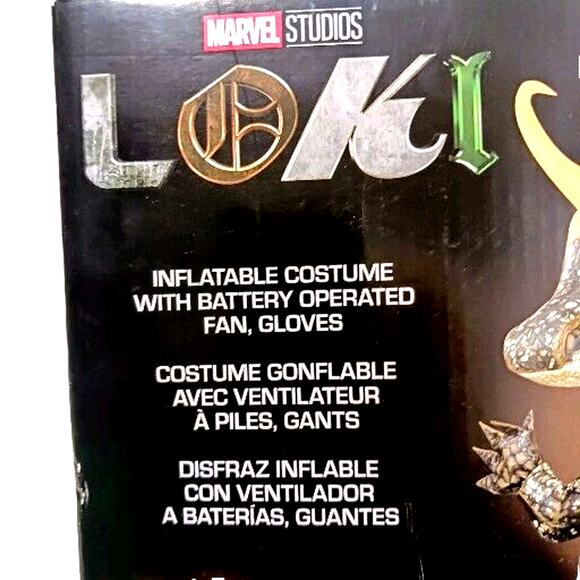 MARVEL STUDIOS
LOKI
INFLATABLE COSTUME
WITH BATTERY OPERATED
FAN, GLOVES
COSTUME GONFLABLE
AVEC VENTILATEUR
À PILES, GANTS
DISFRAZ INFLABLE
CON VENTILADOR
A BATERÍAS, GUANTES